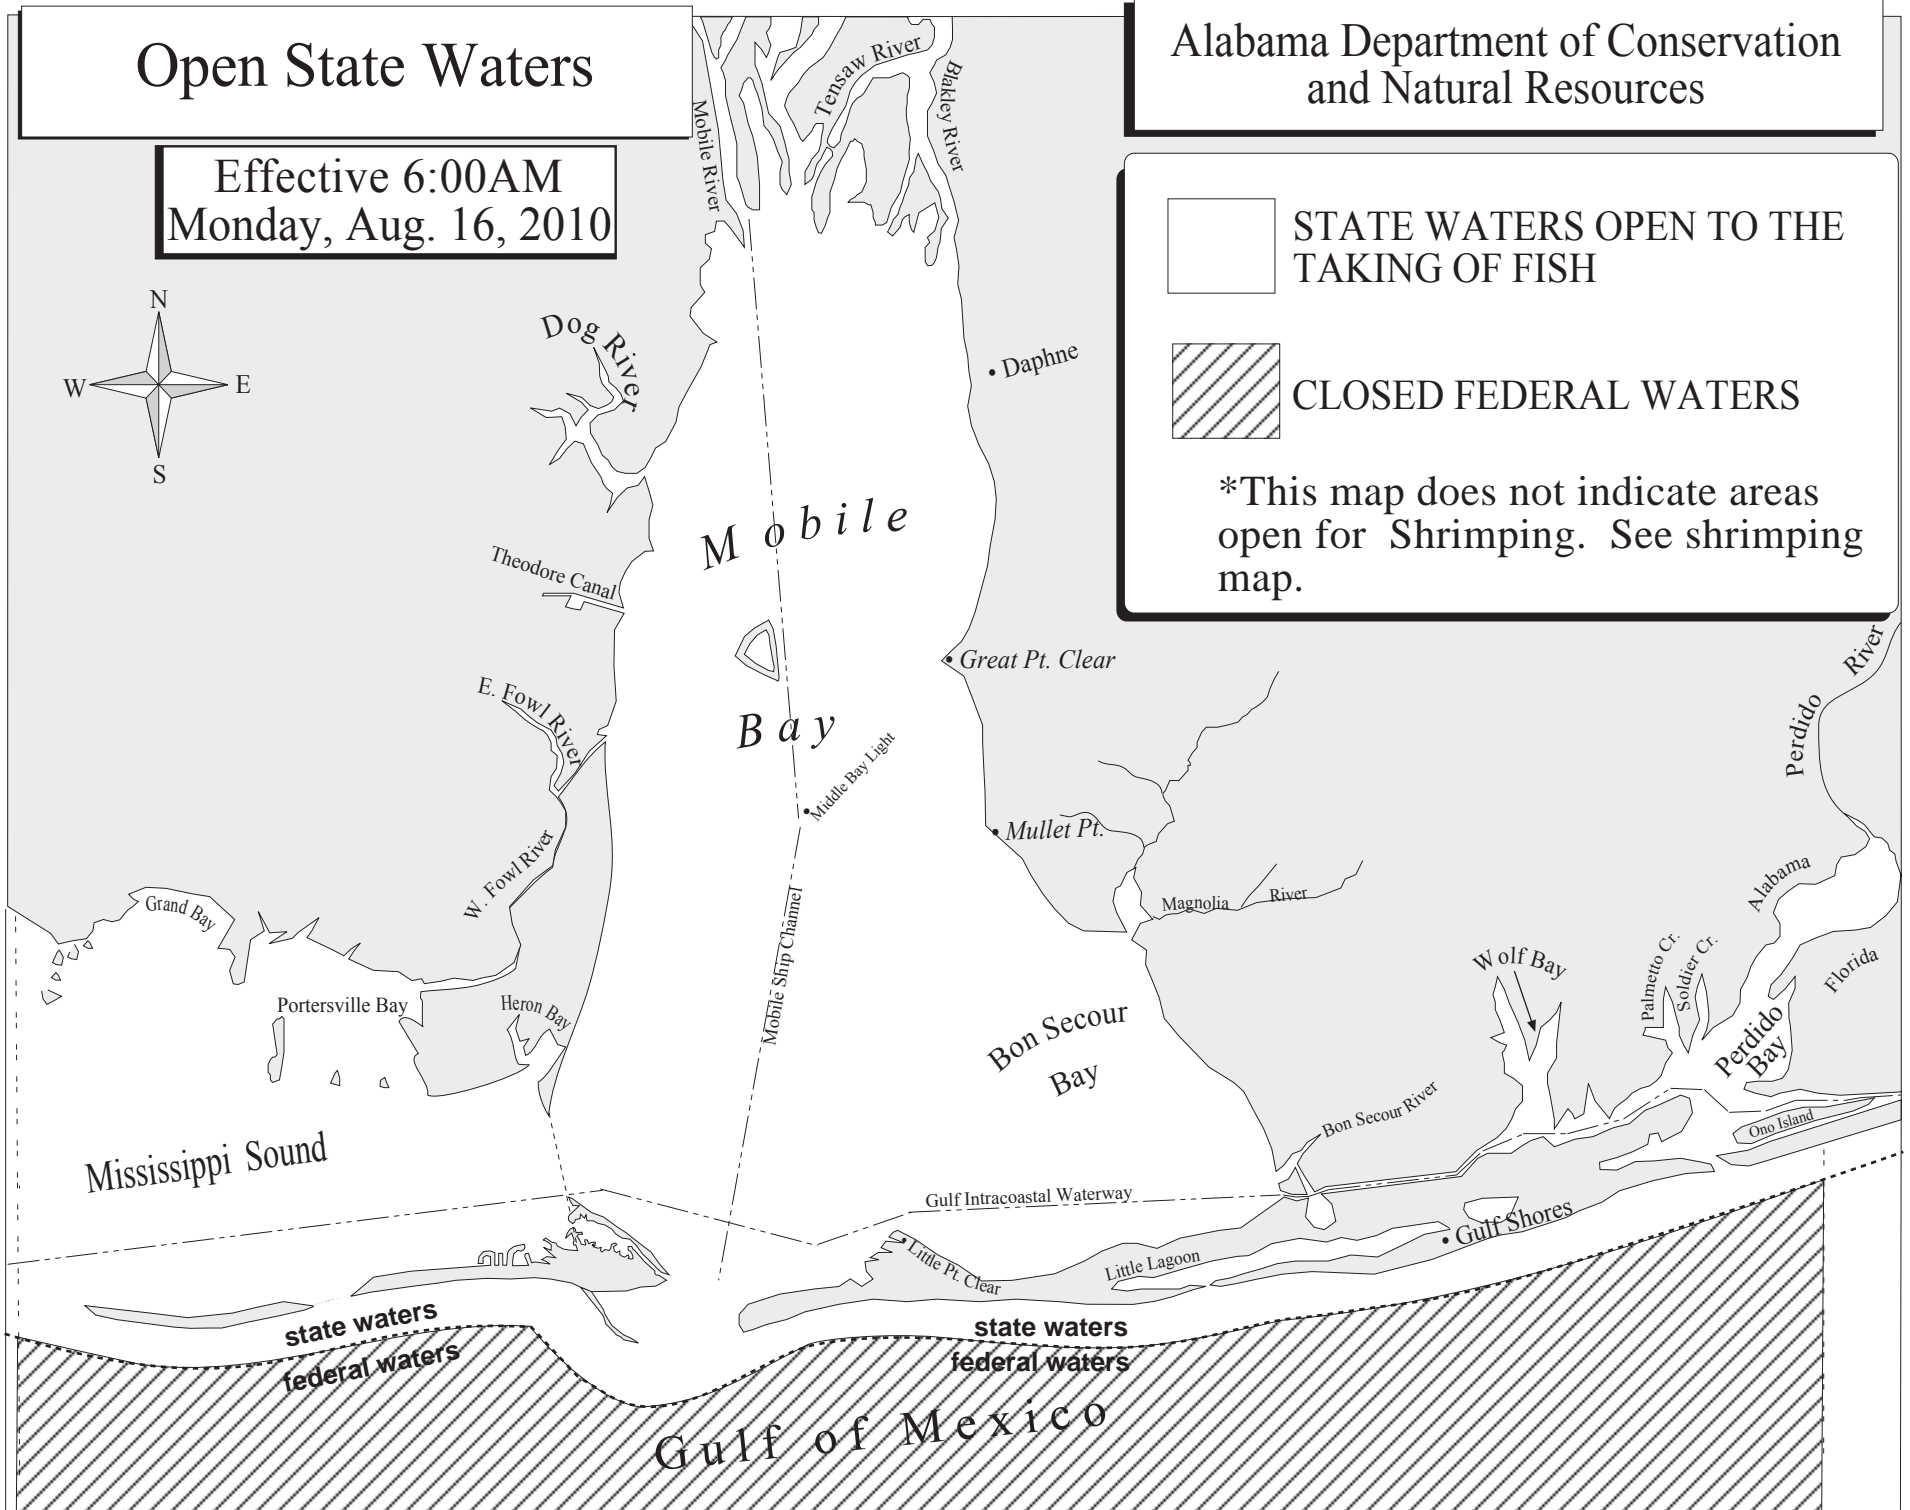 Open State Waters
Effective 6:00AM
Monday, Aug. 16, 2010
Alabama Department of Conservation
and Natural Resources
STATE WATERS OPEN TO THE
TAKING OF FISH
CLOSED FEDERAL WATERS
*This map does not indicate areas
open for Shrimping. See shrimping
map.
N
W
E
S
Mobile River
Tensaw River
Blakley River
Dog River
Daphne
Mobile
Bay
Theodore Canal
Great Pt. Clear
E. Fowl River
Middle Bay Light
Mullet Pt.
W. Fowl River
Mobile Ship Channel
Magnolia River
Perdido River
Alabama
Florida
Grand Bay
Portersville Bay
Heron Bay
Bon Secour
Bay
Wolf Bay
Palmetto Cr.
Soldier Cr.
Perdido
Bay
Ono Island
Bon Secour River
Mississippi Sound
Gulf Intracoastal Waterway
Gulf Shores
Little Lagoon
Little Pt. Clear
state waters
federal waters
state waters
federal waters
Gulf of Mexico